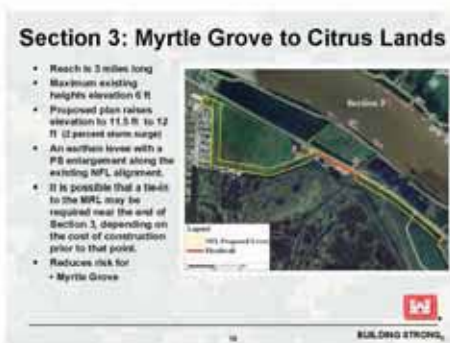 Section 3: Myrtle Grove to Citrus Lands
• Reach is 3 miles long
• Maximum existing
heights elevation 6 ft
• Proposed plan raises
elevation to 11.5 ft to 12
ft (2 percent storm surge)
• An earthen levee with a
PS enlargement along the
existing NFL alignment.
• It is possible that a tie-in
to the MRL may be
required near the end of
Section 3, depending on
the cost of construction
prior to that point.
• Reduces risk for
• Myrtle Grove
Section 3
Legend
NFL Proposed Levee
Floodwall
BUILDING STRONG®